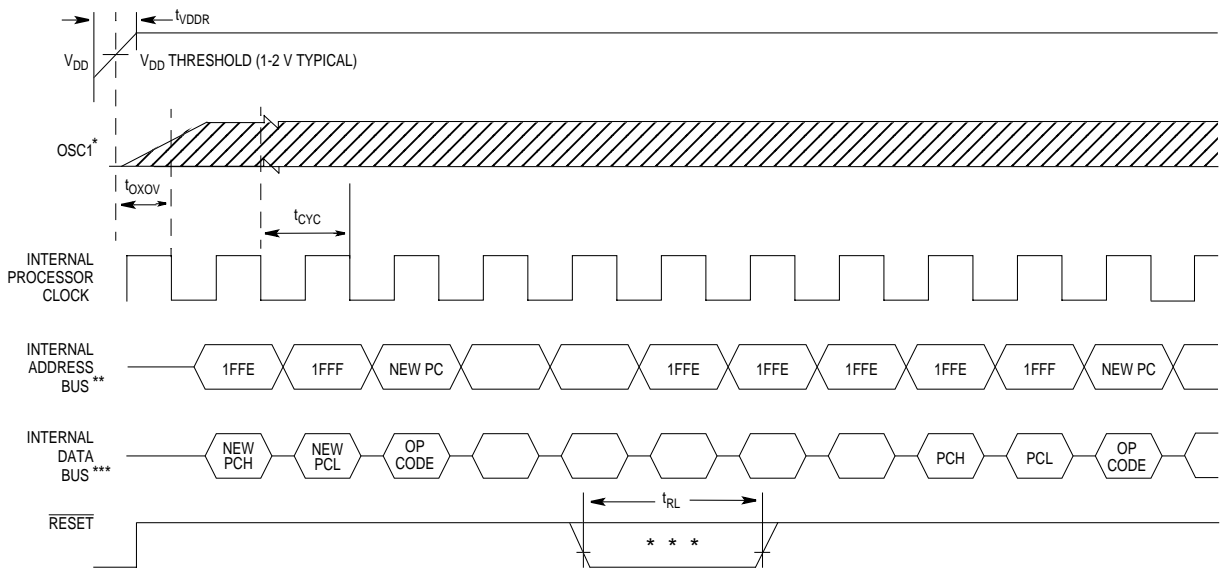 tVDDR
VDD
VDD THRESHOLD (1-2 V TYPICAL)
OSC1*
tOXOV
tCYC
INTERNAL
PROCESSOR
CLOCK
INTERNAL
ADDRESS
BUS **
1FFE 1FFF NEW PC 1FFE 1FFE 1FFE 1FFE 1FFF NEW PC
INTERNAL
DATA
BUS ***
NEW
PCH
NEW
PCL
OP
CODE
PCH
PCL
OP
CODE
tRL
RESET
* * *